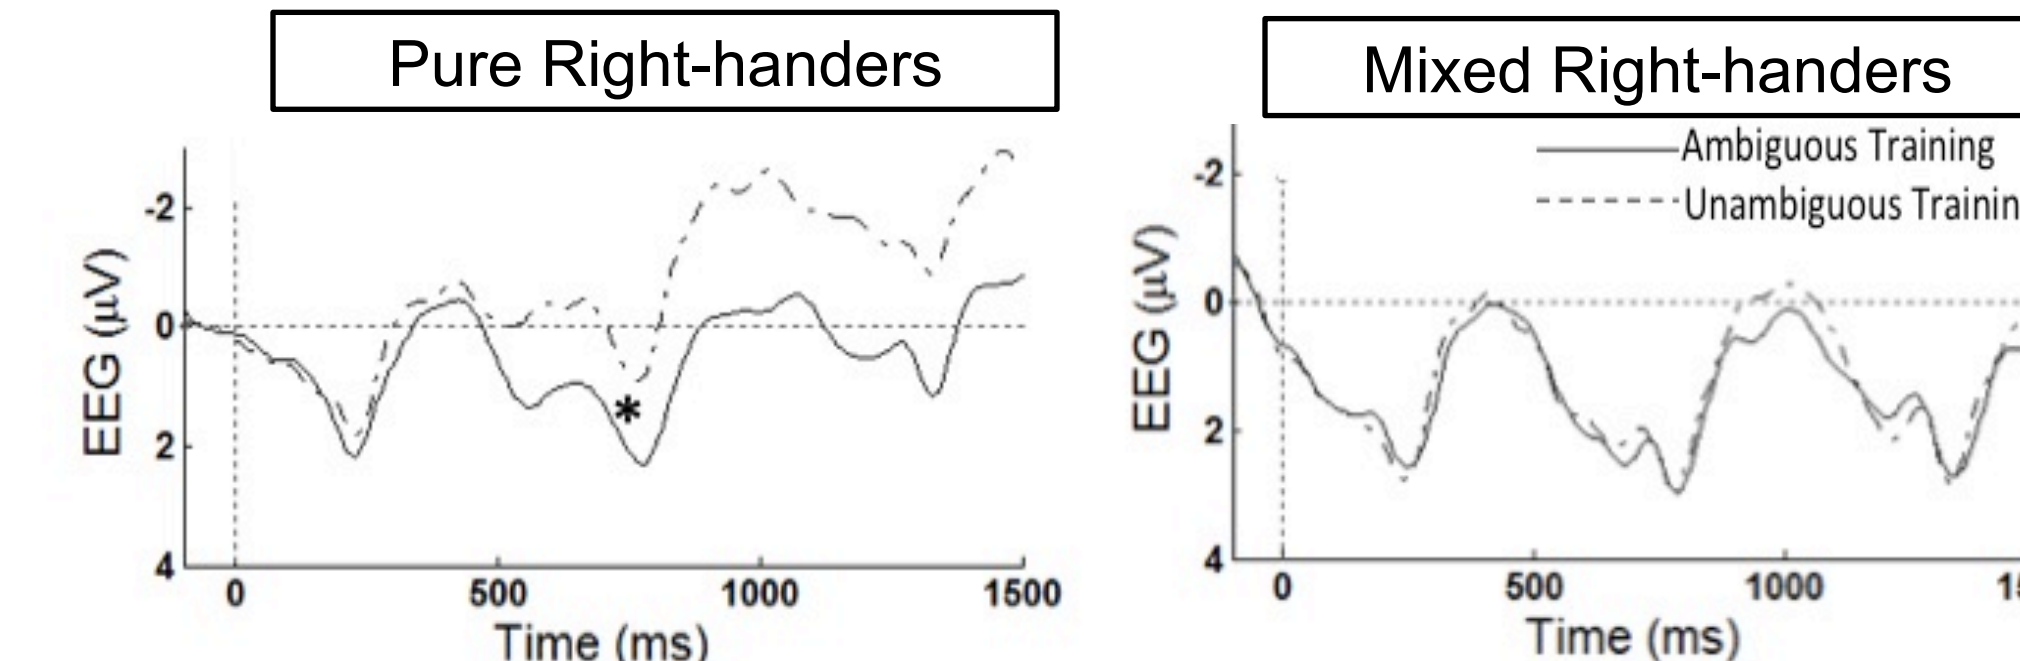 Pure Right-handers
-2
0
2
4
EEG (µV)
*
0 500 1000 1500
Time (ms)
Mixed Right-handers
Ambiguous Training
Unambiguous Trainin
-2
0
2
4
EEG (µV)
0 500 1000
Time (ms)